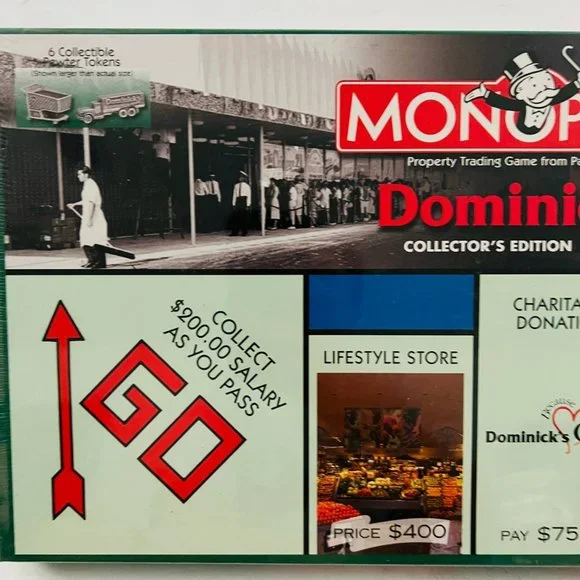 6 Collectible
Pewter Tokens
(Shown larger than actual size)
MONOP
Property Trading Game from Pa
Dominic
COLLECTOR'S EDITION
COLLECT
$200.00 SALARY
AS YOU PASS
GO
LIFESTYLE STORE
PRICE $400
CHARITA
DONATI
Because
Dominick's C
PAY $75